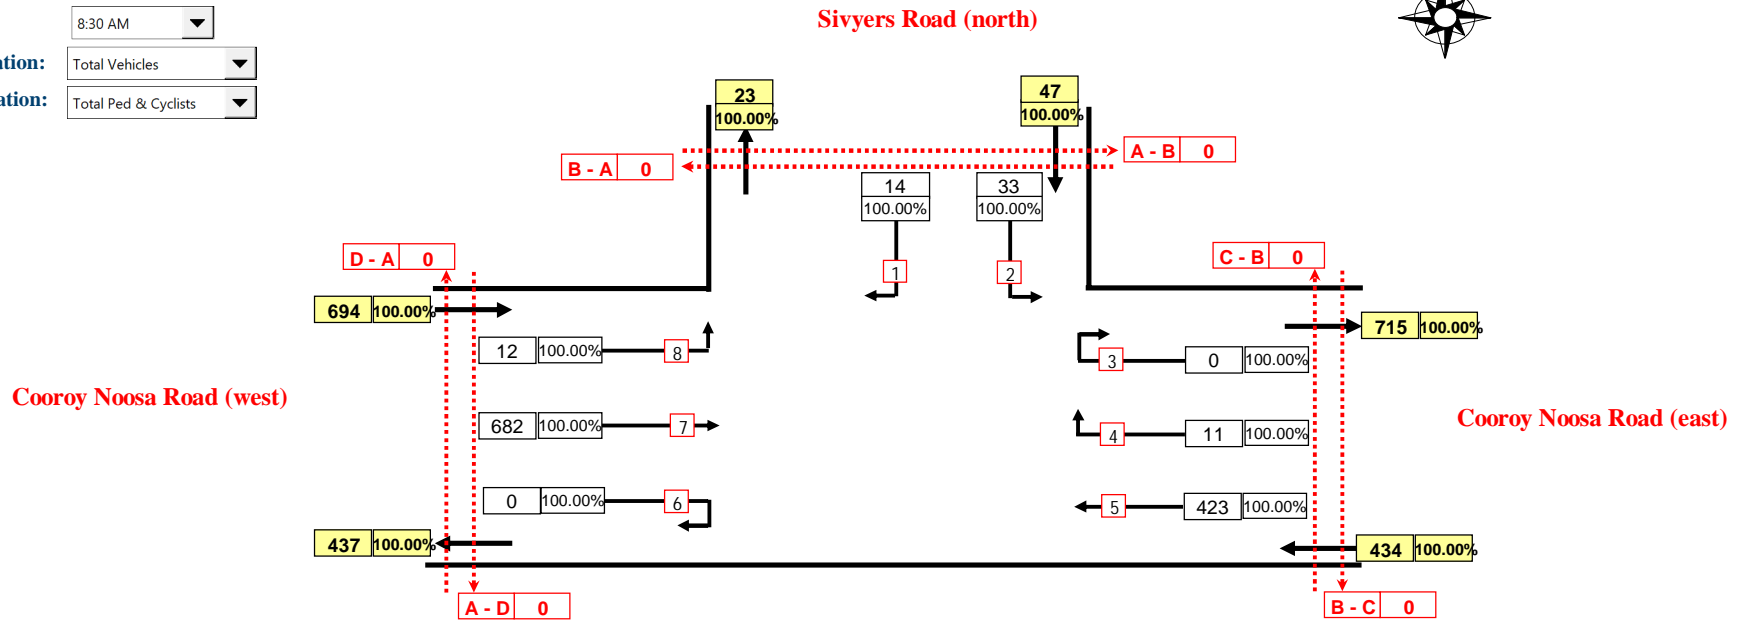 8:30 AM
Sivyers Road (north)
ation: Total Vehicles
ation: Total Ped & Cyclists
23
100.00%
47
100.00%
B - A 0
A - B 0
14
100.00%
33
100.00%
D - A 0
C - B 0
1
2
694 100.00%
715 100.00%
12 100.00% 8
3 0 100.00%
Cooroy Noosa Road (west)
682 100.00% 7
4 11 100.00%
Cooroy Noosa Road (east)
0 100.00% 6
5 423 100.00%
437 100.00%
434 100.00%
A - D 0
B - C 0